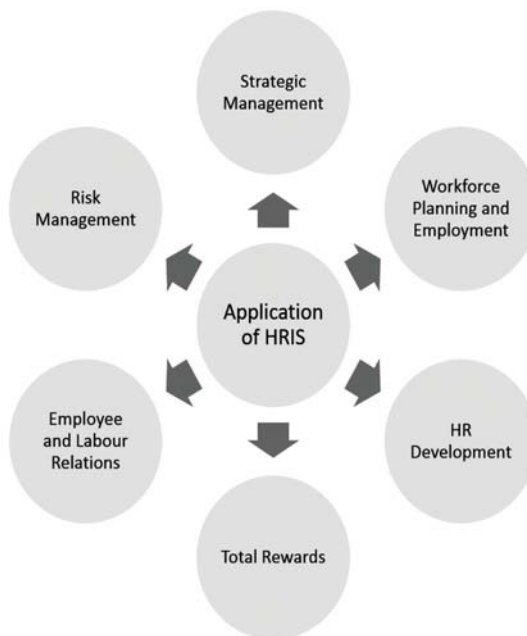 Strategic
Management
Workforce
Planning and
Employment
HR
Development
Total Rewards
Employee
and Labour
Relations
Risk
Management
Application
of HRIS